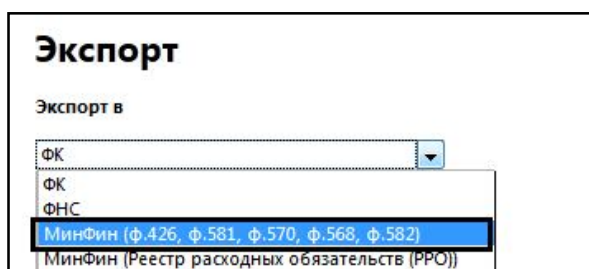 Экспорт
Экспорт в
ФК
ФК
ФНС
МинФин (ф.426, ф.581, ф.570, ф.568, ф.582)
МинФин (Реестр расходных обязательств (РРО))